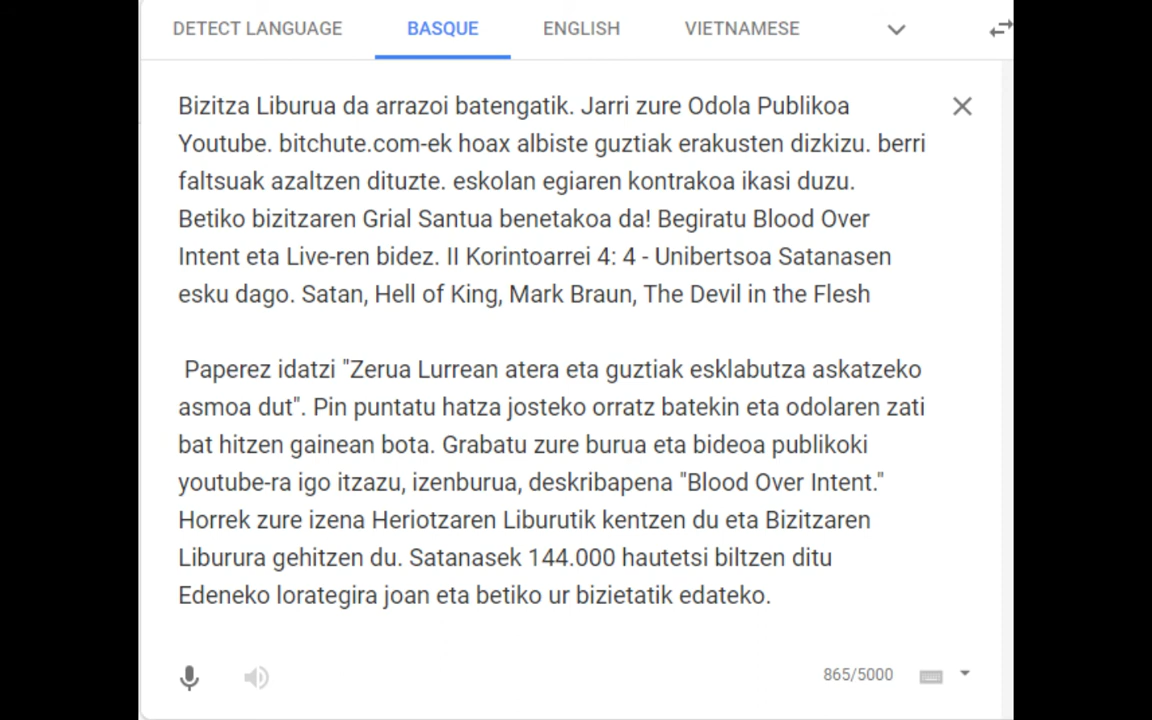 DETECT LANGUAGE BASQUE ENGLISH VIETNAMESE
Bizitza Liburua da arrazoi batengatik. Jarri zure Odola Publikoa
Youtube. bitchute.com-ek hoax albiste guztiak erakusten dizkizu. berri
faltsuak azaltzen dituzte. eskolan egiaren kontrakoa ikasi duzu.
Betiko bizitzaren Grial Santua benetakoa da! Begiratu Blood Over
Intent eta Live-ren bidez. II Korintoarrei 4: 4 - Unibertsoa Satanasen
esku dago. Satan, Hell of King, Mark Braun, The Devil in the Flesh
Paperez idatzi "Zerua Lurrean atera eta guztiak esklabutza askatzeko
asmoa dut". Pin puntatu hatza josteko orratz batekin eta odolaren zati
bat hitzen gainean bota. Grabatu zure burua eta bideoa publikoki
youtube-ra igo itzazu, izenburua, deskribapena "Blood Over Intent."
Horrek zure izena Heriotzaren Liburutik kentzen du eta Bizitzaren
Liburura gehitzen du. Satanasek 144.000 hautetsi biltzen ditu
Edeneko lorategira joan eta betiko ur bizietatik edateko.
865/5000